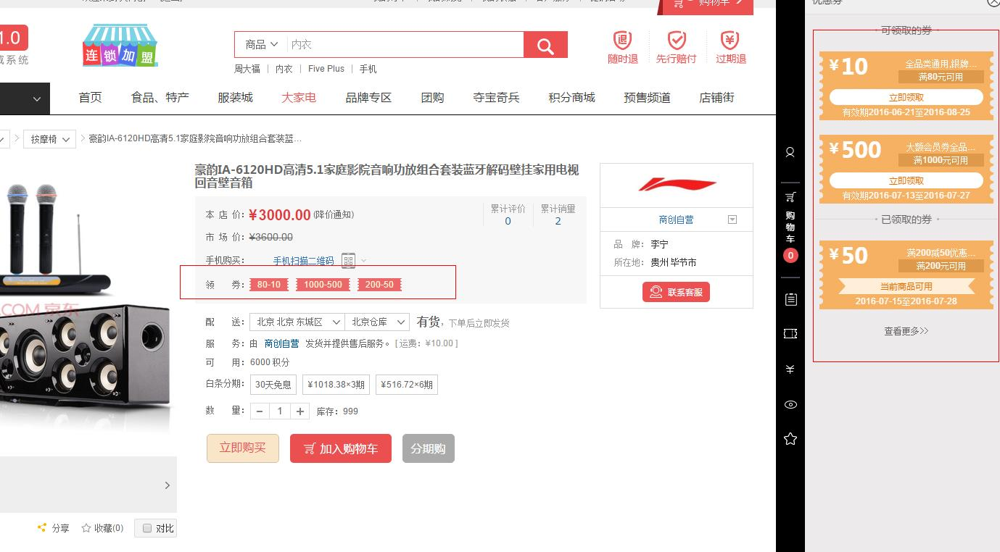 优惠券
购物车
1.0
连锁加盟
商品
内衣
随时退
先行赔付
过期退
周大福
内衣
Five Plus
手机
首页
食品、特产
服装城
大家电
品牌专区
团购
夺宝奇兵
积分商城
预售频道
店铺街
按摩椅
豪韵IA-6120HD高清5.1家庭影院音响功放组合套装蓝...
豪韵IA-6120HD高清5.1家庭影院音响功放组合套装蓝牙解码壁挂家用电视
回音壁音箱
本 店 价: ¥3000.00 (降价通知)
累计评价
0
累计销量
2
市 场 价: ¥3600.00
手机购买: 手机扫描二维码
领 券: 80-10 1000-500 200-50
配 送: 北京 北京 东城区 北京仓库 有货, 下单后立即发货
服 务: 由 商创自营 发货并提供售后服务。[ 运费: ¥10.00 ]
可 用: 6000 积分
白条分期: 30天免息 ¥1018.38×3期 ¥516.72×6期
数 量: 1 库存: 999
立即购买
加入购物车
分期购
.COM 京东
分享
收藏(0)
对比
商创自营
品 牌: 李宁
所在地: 贵州 毕节市
联系客服
购物车
0
可领取的券
¥10
全品类通用,银牌...
满80元可用
立即领取
有效期2016-06-21至2016-08-25
¥500
大额会员券全品...
满1000元可用
立即领取
有效期2016-07-13至2016-07-27
已领取的券
¥50
满200减50优惠...
满200元可用
当前商品可用
2016-07-15至2016-07-28
查看更多>>